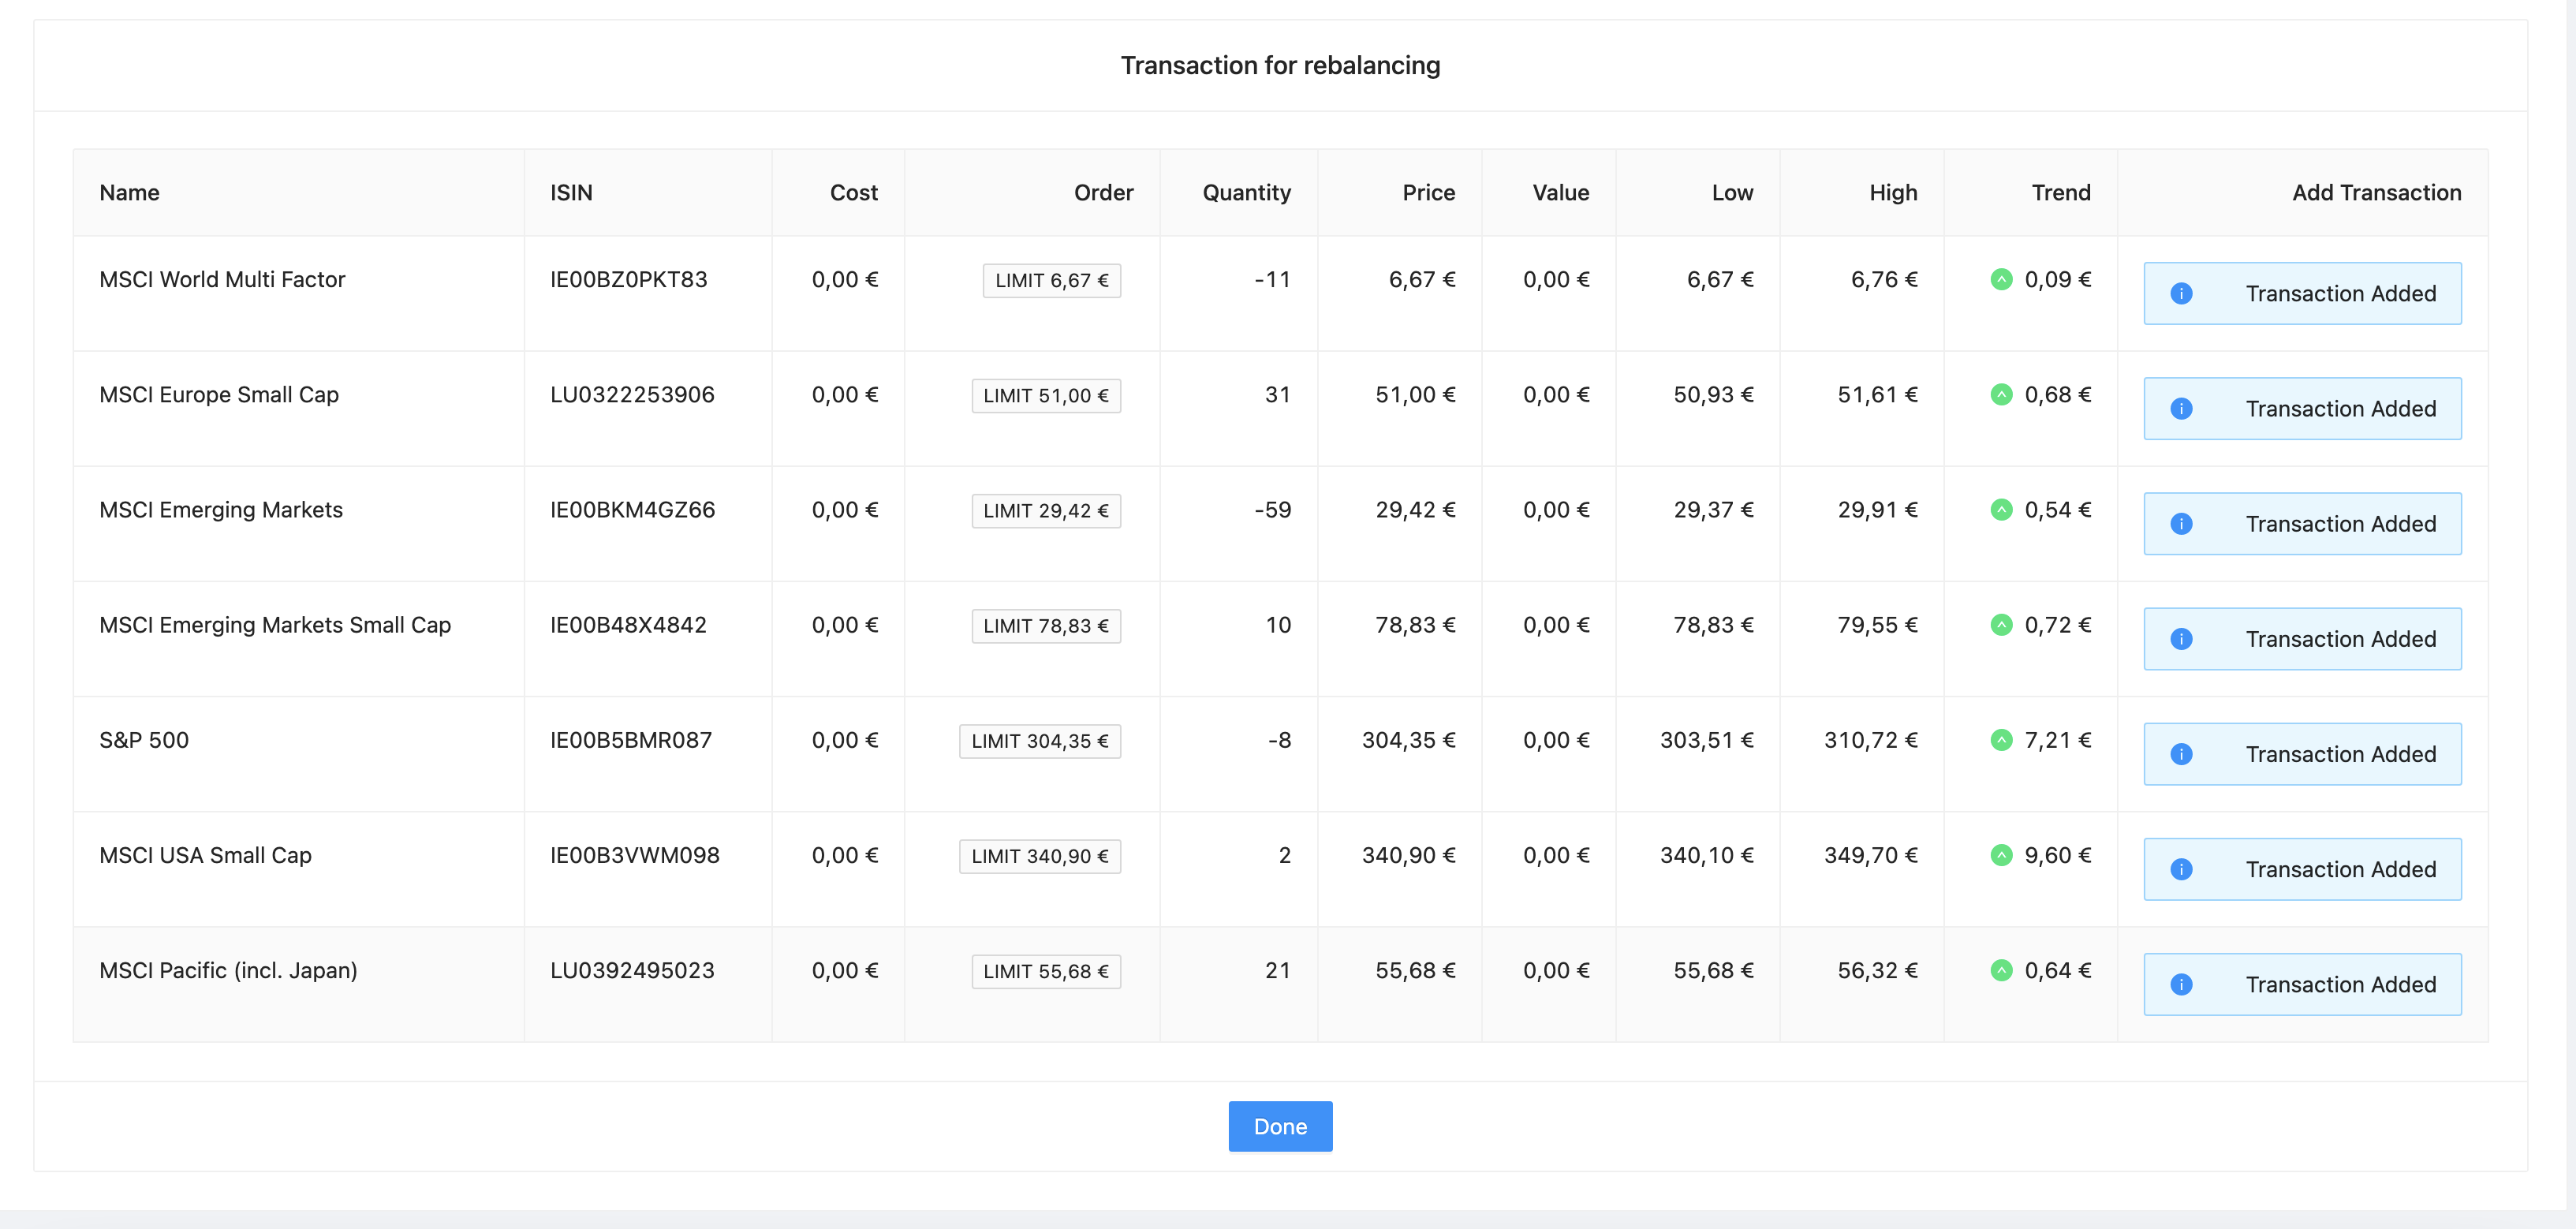 Transaction for rebalancing
Name ISIN Cost Order Quantity Price Value Low High Trend Add Transaction
MSCI World Multi Factor IE00BZ0PKT83 0,00 € LIMIT 6,67 € -11 6,67 € 0,00 € 6,67 € 6,76 € 0,09 € Transaction Added
MSCI Europe Small Cap LU0322253906 0,00 € LIMIT 51,00 € 31 51,00 € 0,00 € 50,93 € 51,61 € 0,68 € Transaction Added
MSCI Emerging Markets IE00BKM4GZ66 0,00 € LIMIT 29,42 € -59 29,42 € 0,00 € 29,37 € 29,91 € 0,54 € Transaction Added
MSCI Emerging Markets Small Cap IE00B48X4842 0,00 € LIMIT 78,83 € 10 78,83 € 0,00 € 78,83 € 79,55 € 0,72 € Transaction Added
S&P 500 IE00B5BMR087 0,00 € LIMIT 304,35 € -8 304,35 € 0,00 € 303,51 € 310,72 € 7,21 € Transaction Added
MSCI USA Small Cap IE00B3VWM098 0,00 € LIMIT 340,90 € 2 340,90 € 0,00 € 340,10 € 349,70 € 9,60 € Transaction Added
MSCI Pacific (incl. Japan) LU0392495023 0,00 € LIMIT 55,68 € 21 55,68 € 0,00 € 55,68 € 56,32 € 0,64 € Transaction Added
Done